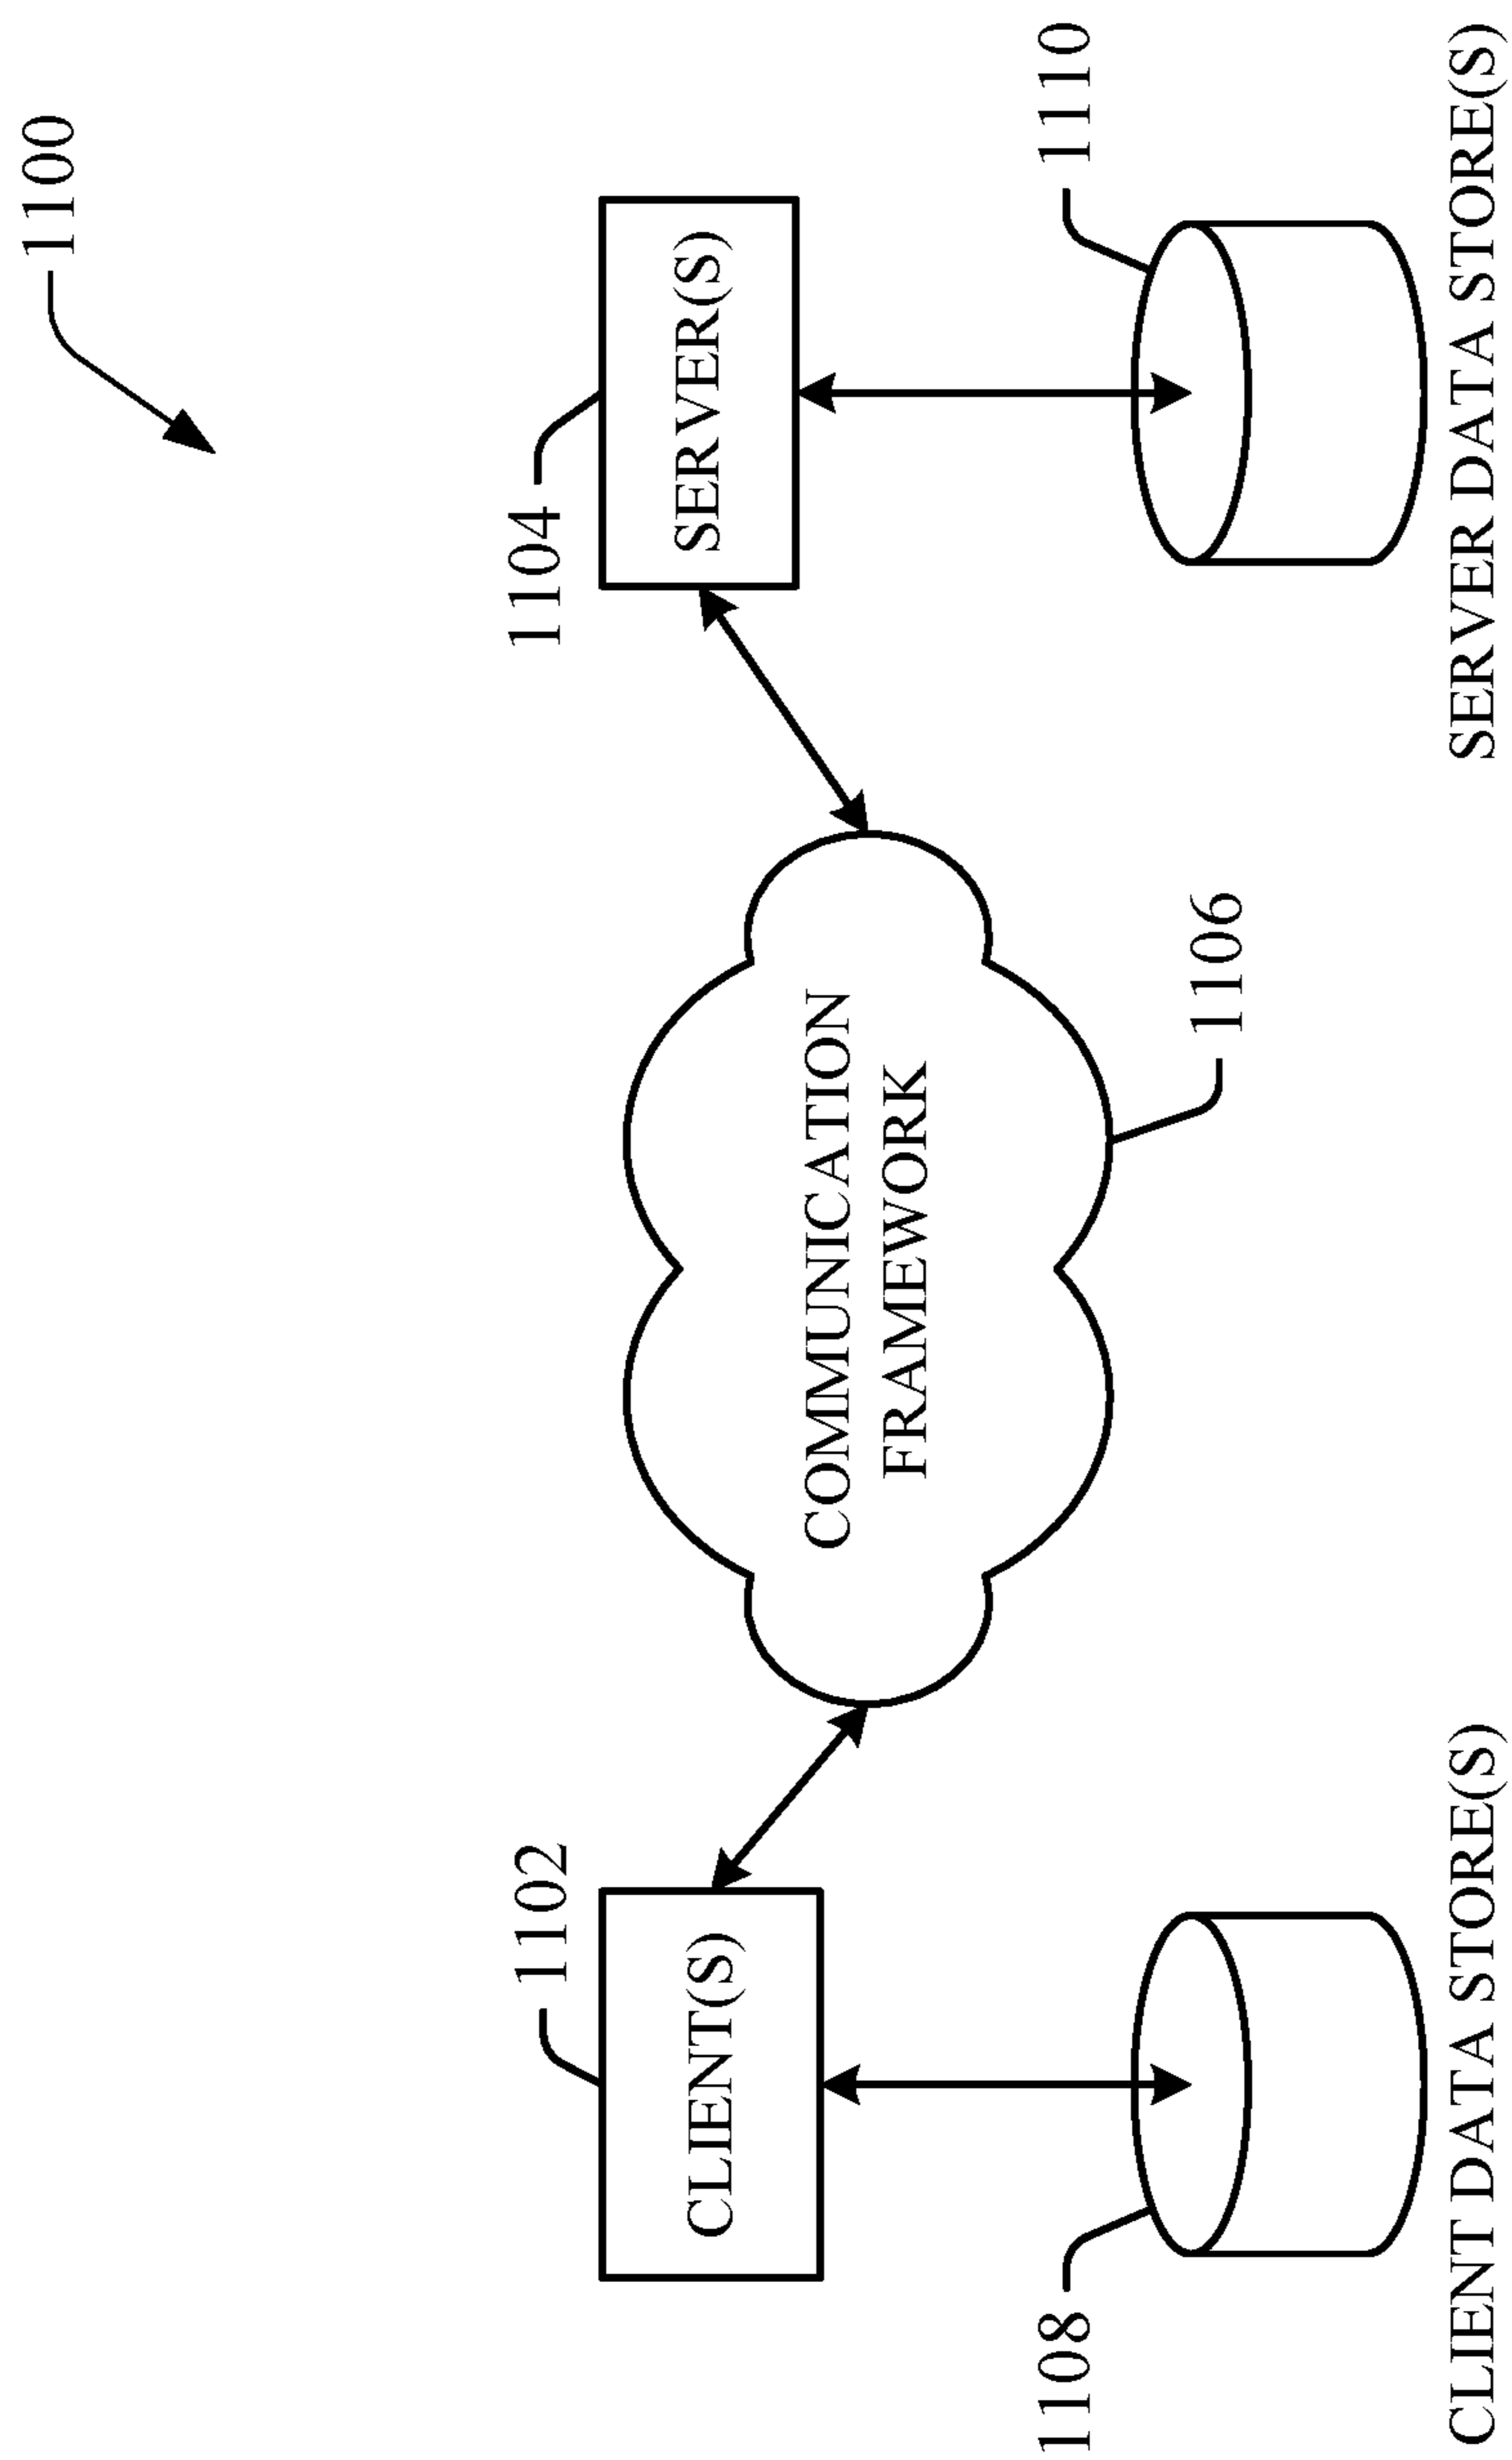 1100
1102
1104
CLIENT(S)
SERVER(S)
COMMUNICATION
FRAMEWORK
1108
1110
1106
CLIENT DATA STORE(S)
SERVER DATA STORE(S)